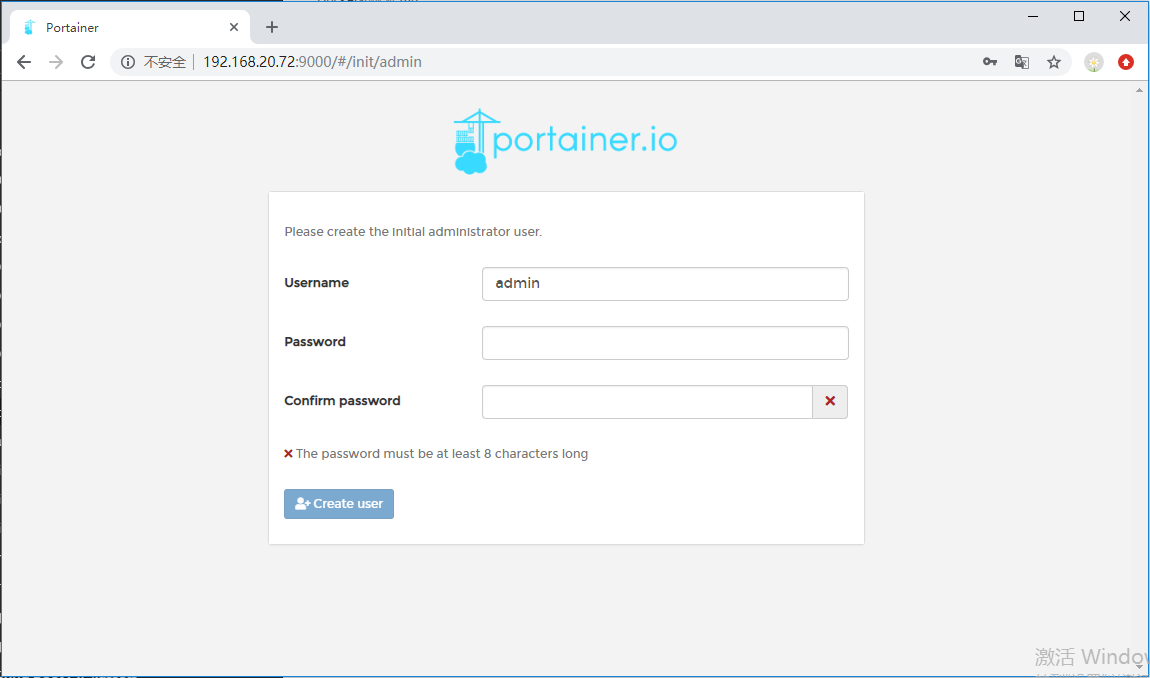 Portainer
不安全 192.168.20.72:9000/#/init/admin
portainer.io
Please create the initial administrator user.
Username
admin
Password
Confirm password
The password must be at least 8 characters long
Create user
激活 Window